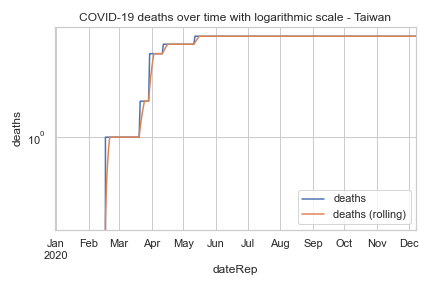 COVID-19 deaths over time with logarithmic scale - Taiwan
deaths
10⁰
deaths
deaths (rolling)
Jan Feb Mar Apr May Jun Jul Aug Sep Oct Nov Dec
2020
dateRep